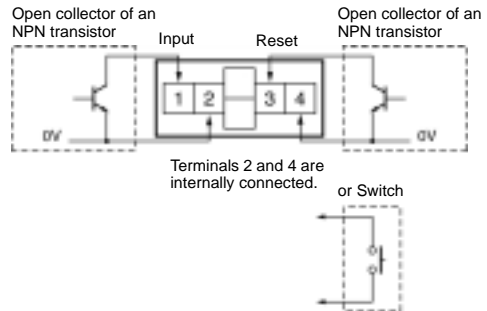 Open collector of an
NPN transistor
Open collector of an
NPN transistor
Input
Reset
1 2 3 4
0V
0V
Terminals 2 and 4 are
internally connected.
or Switch